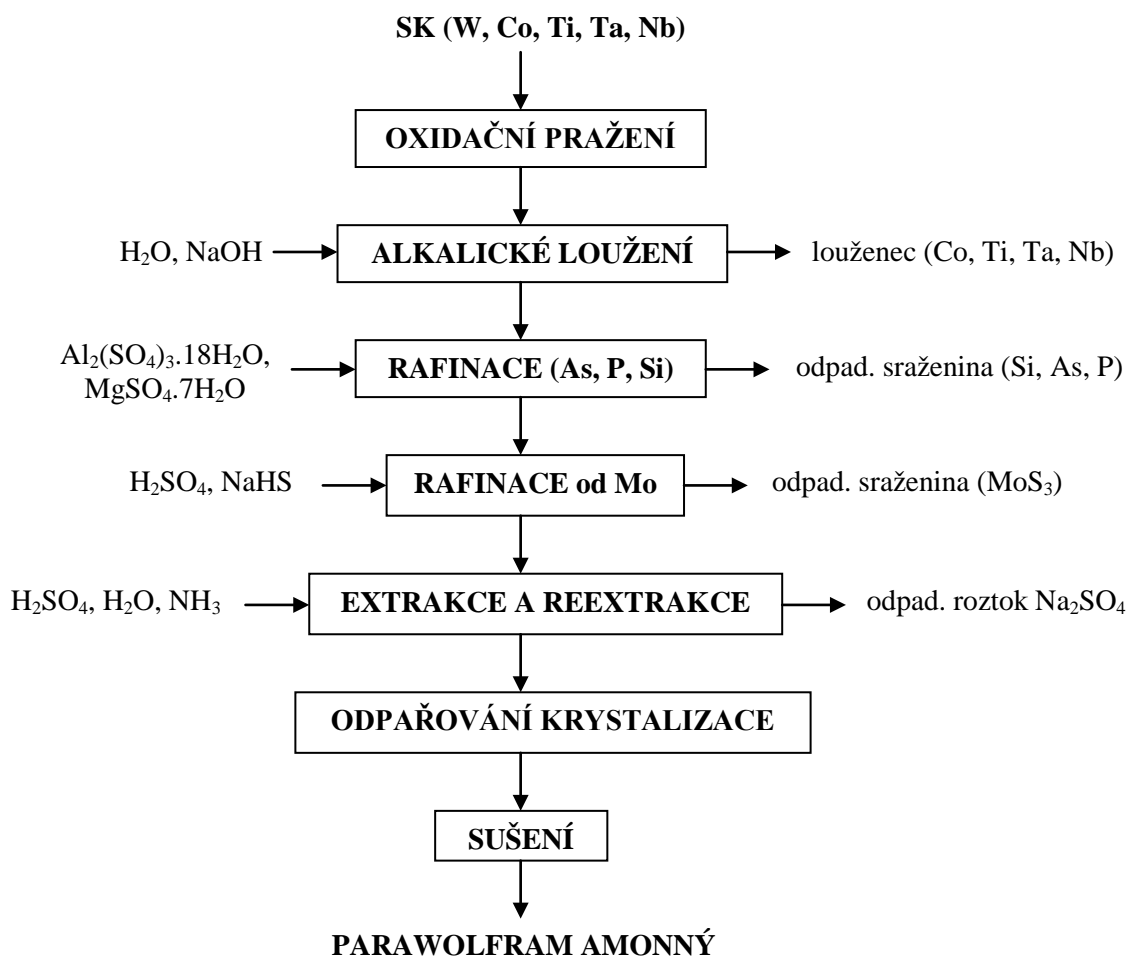 SK (W, Co, Ti, Ta, Nb)
OXIDAČNÍ PRAŽENÍ
H₂O, NaOH
ALKALICKÉ LOUŽENÍ
louženec (Co, Ti, Ta, Nb)
Al₂(SO₄)₃.18H₂O,
MgSO₄.7H₂O
RAFINACE (As, P, Si)
odpad. sraženina (Si, As, P)
H₂SO₄, NaHS
RAFINACE od Mo
odpad. sraženina (MoS₃)
H₂SO₄, H₂O, NH₃
EXTRAKCE A REEXTRAKCE
odpad. roztok Na₂SO₄
ODPAŘOVÁNÍ KRYSTALIZACE
SUŠENÍ
PARAWOLFRAM AMONNÝ